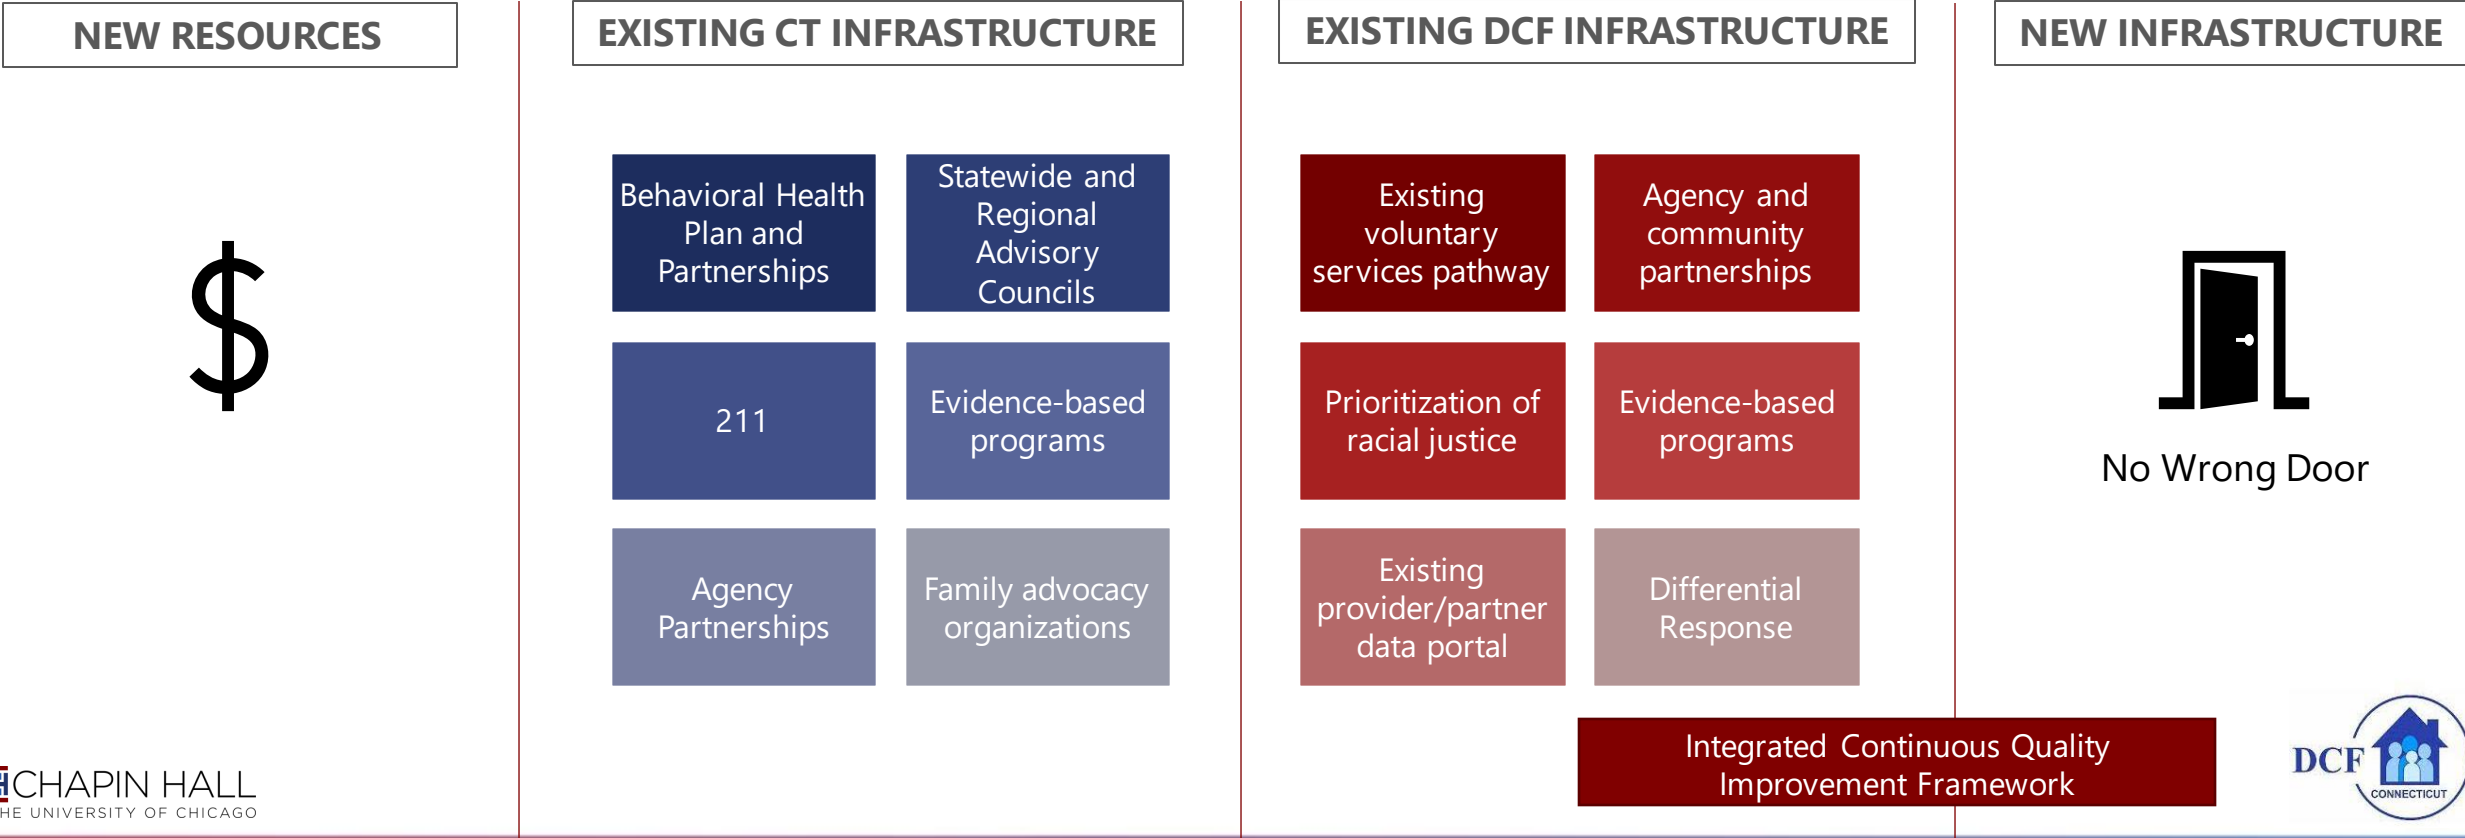 NEW RESOURCES
EXISTING CT INFRASTRUCTURE
EXISTING DCF INFRASTRUCTURE
NEW INFRASTRUCTURE
Behavioral Health
Plan and
Partnerships
Statewide and
Regional
Advisory
Councils
211
Evidence-based
programs
Agency
Partnerships
Family advocacy
organizations
Existing
voluntary
services pathway
Agency and
community
partnerships
Prioritization of
racial justice
Evidence-based
programs
Existing
provider/partner
data portal
Differential
Response
No Wrong Door
Integrated Continuous Quality
Improvement Framework
CHAPIN HALL
HE UNIVERSITY OF CHICAGO
DCF
CONNECTICUT